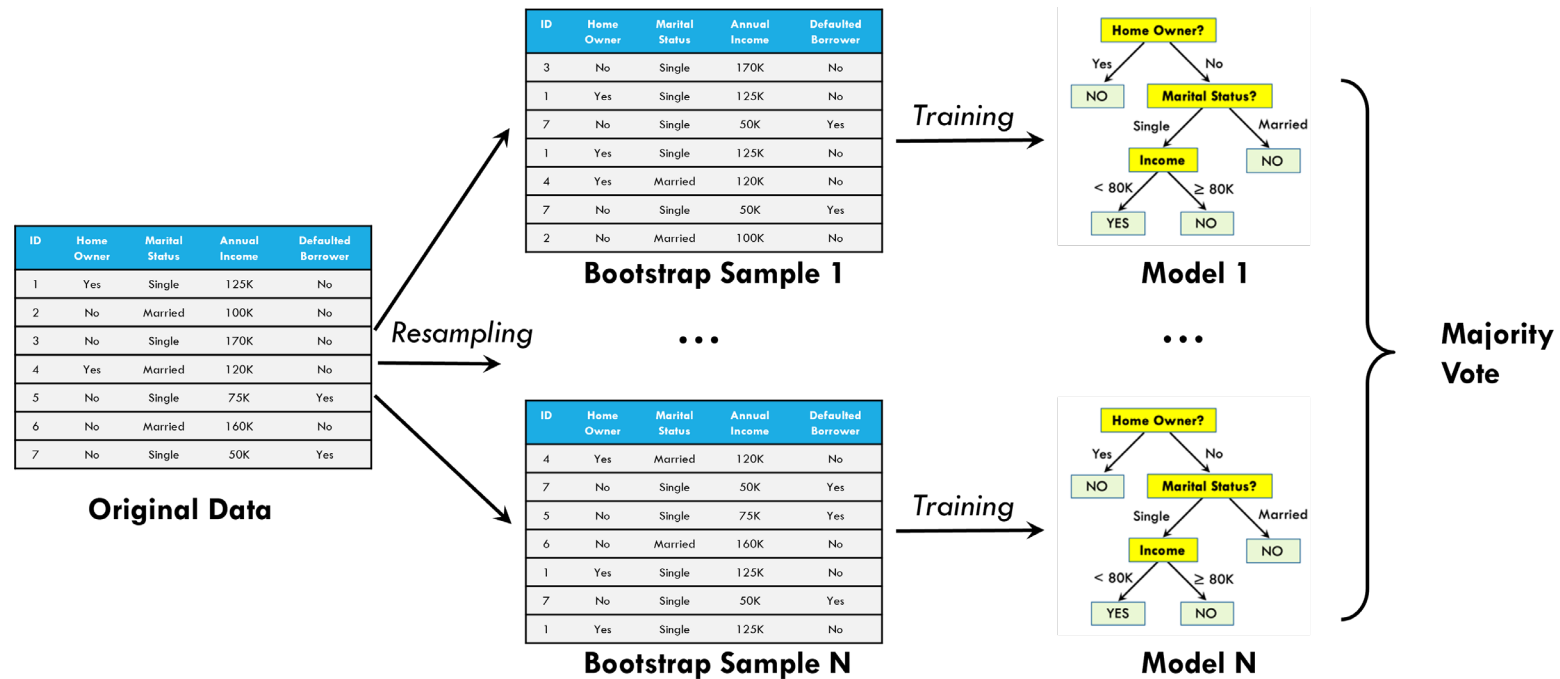 ID Home Owner Marital Status Annual Income Defaulted Borrower
1 Yes Single 125K No
2 No Married 100K No
3 No Single 170K No
4 Yes Married 120K No
5 No Single 75K Yes
6 No Married 160K No
7 No Single 50K Yes
Original Data
Resampling
ID Home Owner Marital Status Annual Income Defaulted Borrower
3 No Single 170K No
1 Yes Single 125K No
7 No Single 50K Yes
1 Yes Single 125K No
4 Yes Married 120K No
7 No Single 50K Yes
2 No Married 100K No
Bootstrap Sample 1
Training
Home Owner?
Yes No
NO Marital Status?
Single Married
Income NO
< 80K ≥ 80K
YES NO
Model 1
... ...
ID Home Owner Marital Status Annual Income Defaulted Borrower
4 Yes Married 120K No
7 No Single 50K Yes
5 No Single 75K Yes
6 No Married 160K No
1 Yes Single 125K No
7 No Single 50K Yes
1 Yes Single 125K No
Bootstrap Sample N
Training
Home Owner?
Yes No
NO Marital Status?
Single Married
Income NO
< 80K ≥ 80K
YES NO
Model N
Majority
Vote